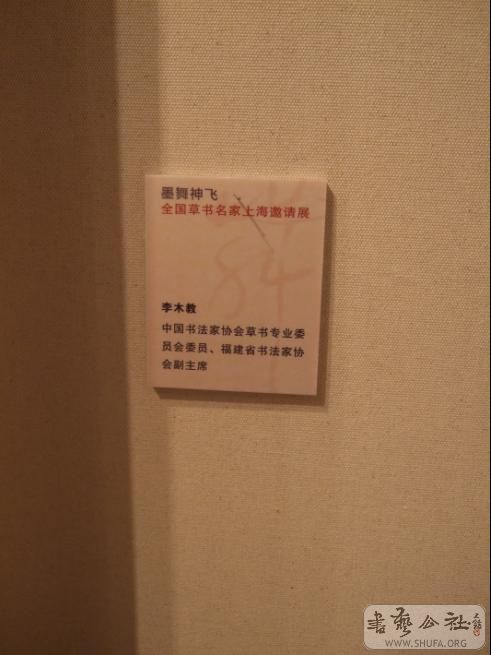 墨舞神飞
全国草书名家上海邀请展
李木教
中国书法家协会草书专业委
员会委员、福建省书法家协
会副主席
書藝公社
WWW.SHUFA.ORG